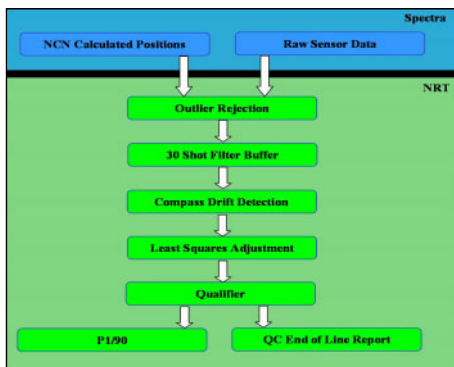 Spectra
NCN Calculated Positions
Raw Sensor Data
NRT
Outlier Rejection
30 Shot Filter Buffer
Compass Drift Detection
Least Squares Adjustment
Qualifier
P1/90
QC End of Line Report